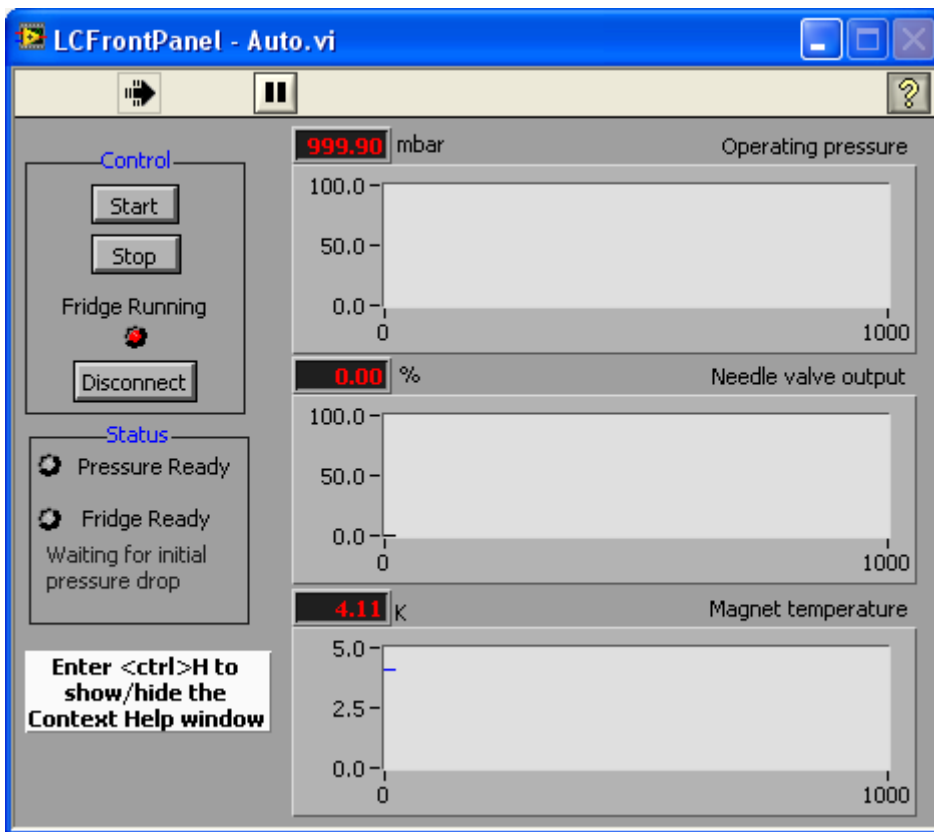 LCFrontPanel - Auto.vi
Control
Start
Stop
Fridge Running
Disconnect
Status
Pressure Ready
Fridge Ready
Waiting for initial
pressure drop
Enter <ctrl>H to
show/hide the
Context Help window
999.90 mbar Operating pressure
100.0
50.0
0.0
0 1000
0.00 % Needle valve output
100.0
50.0
0.0
0 1000
4.11 K Magnet temperature
5.0
2.5
0.0
0 1000